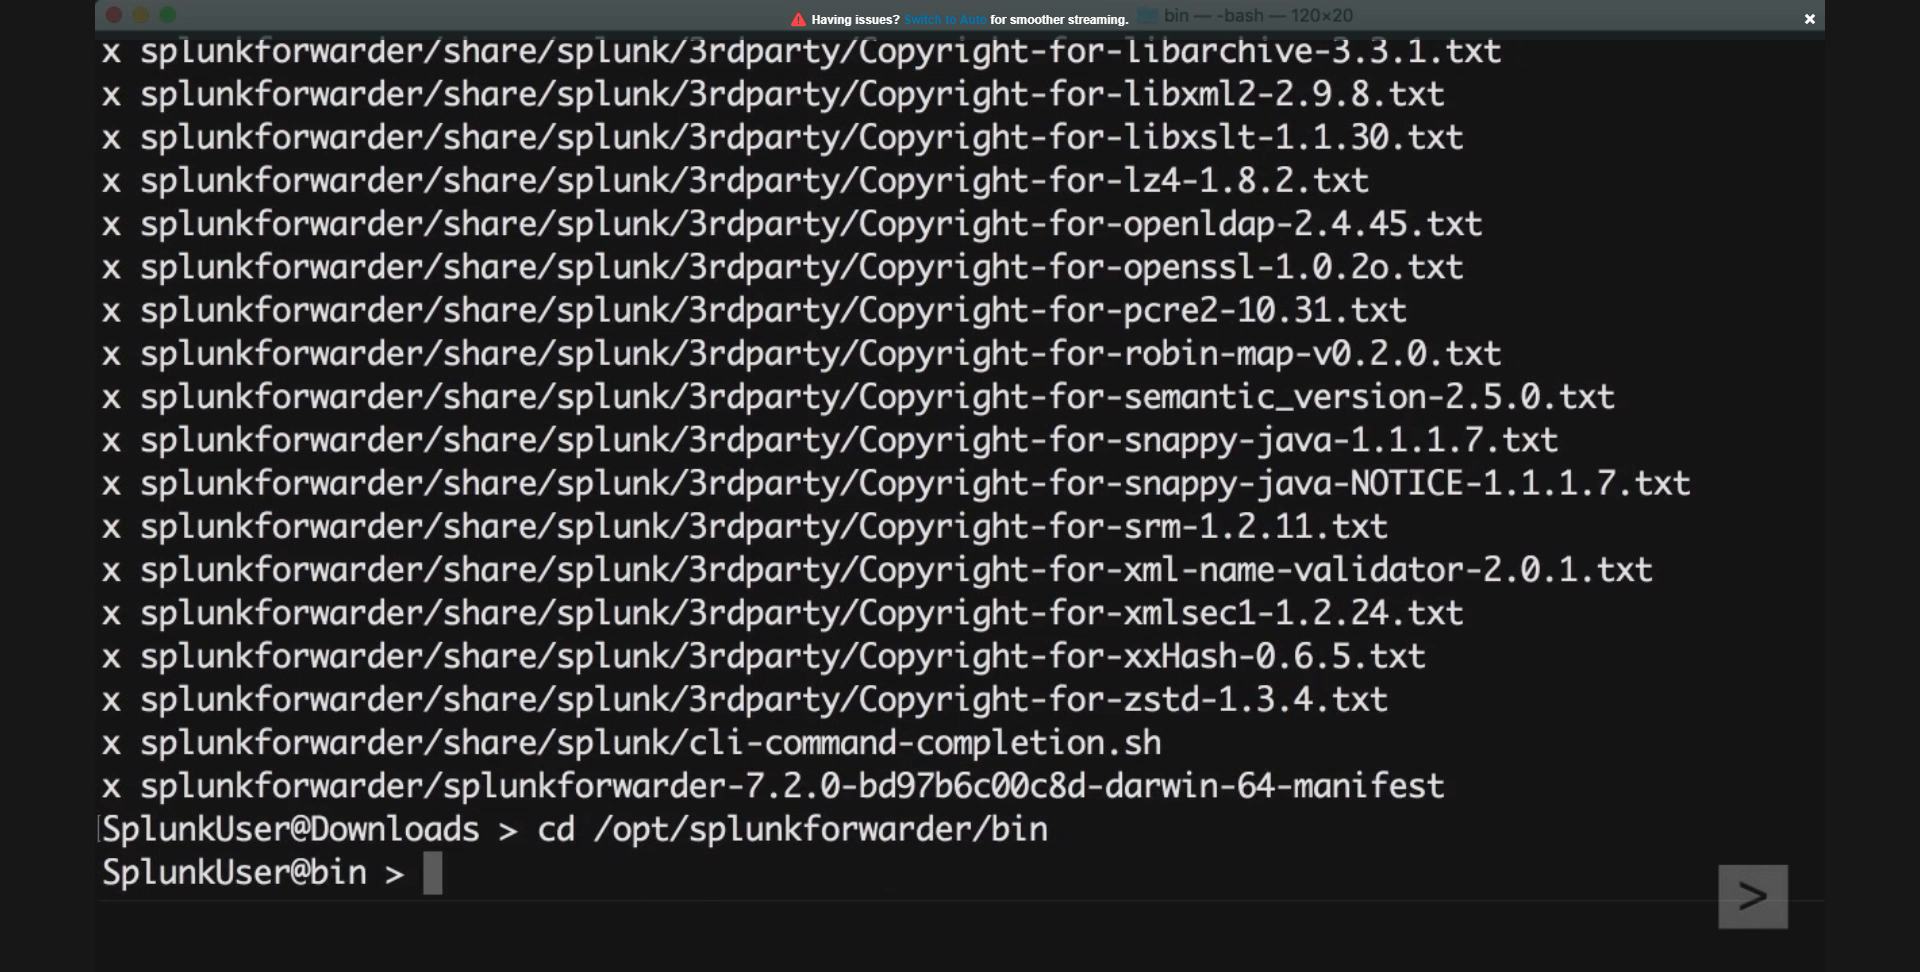 Having issues? Switch to Auto for smoother streaming. ×
bin — -bash — 120×20
x splunkforwarder/share/splunk/3rdparty/Copyright-for-libarchive-3.3.1.txt
x splunkforwarder/share/splunk/3rdparty/Copyright-for-libxml2-2.9.8.txt
x splunkforwarder/share/splunk/3rdparty/Copyright-for-libxslt-1.1.30.txt
x splunkforwarder/share/splunk/3rdparty/Copyright-for-lz4-1.8.2.txt
x splunkforwarder/share/splunk/3rdparty/Copyright-for-openldap-2.4.45.txt
x splunkforwarder/share/splunk/3rdparty/Copyright-for-openssl-1.0.2o.txt
x splunkforwarder/share/splunk/3rdparty/Copyright-for-pcre2-10.31.txt
x splunkforwarder/share/splunk/3rdparty/Copyright-for-robin-map-v0.2.0.txt
x splunkforwarder/share/splunk/3rdparty/Copyright-for-semantic_version-2.5.0.txt
x splunkforwarder/share/splunk/3rdparty/Copyright-for-snappy-java-1.1.1.7.txt
x splunkforwarder/share/splunk/3rdparty/Copyright-for-snappy-java-NOTICE-1.1.1.7.txt
x splunkforwarder/share/splunk/3rdparty/Copyright-for-srm-1.2.11.txt
x splunkforwarder/share/splunk/3rdparty/Copyright-for-xml-name-validator-2.0.1.txt
x splunkforwarder/share/splunk/3rdparty/Copyright-for-xmlsec1-1.2.24.txt
x splunkforwarder/share/splunk/3rdparty/Copyright-for-xxHash-0.6.5.txt
x splunkforwarder/share/splunk/3rdparty/Copyright-for-zstd-1.3.4.txt
x splunkforwarder/share/splunk/cli-command-completion.sh
x splunkforwarder/splunkforwarder-7.2.0-bd97b6c00c8d-darwin-64-manifest
[SplunkUser@Downloads > cd /opt/splunkforwarder/bin
SplunkUser@bin >
>